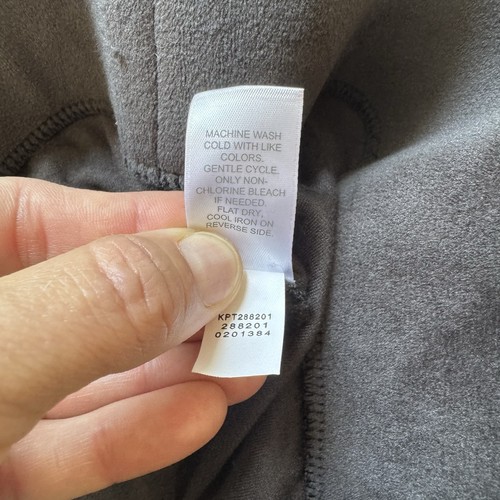 MACHINE WASH
COLD WITH LIKE
COLORS.
GENTLE CYCLE,
ONLY NON-
CHLORINE BLEACH
IF NEEDED.
FLAT DRY,
COOL IRON ON
REVERSE SIDE.
KPT288201
288201
0201384